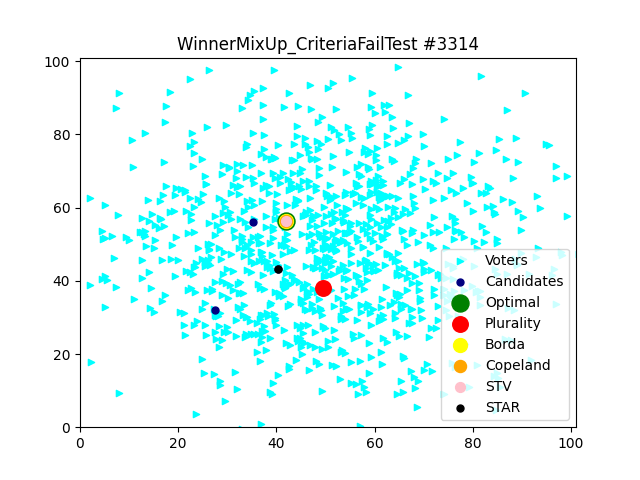 WinnerMixUp_CriteriaFailTest #3314
100
80
60
40
20
0
0 20 40 60 80 100
Voters
Candidates
Optimal
Plurality
Borda
Copeland
STV
STAR